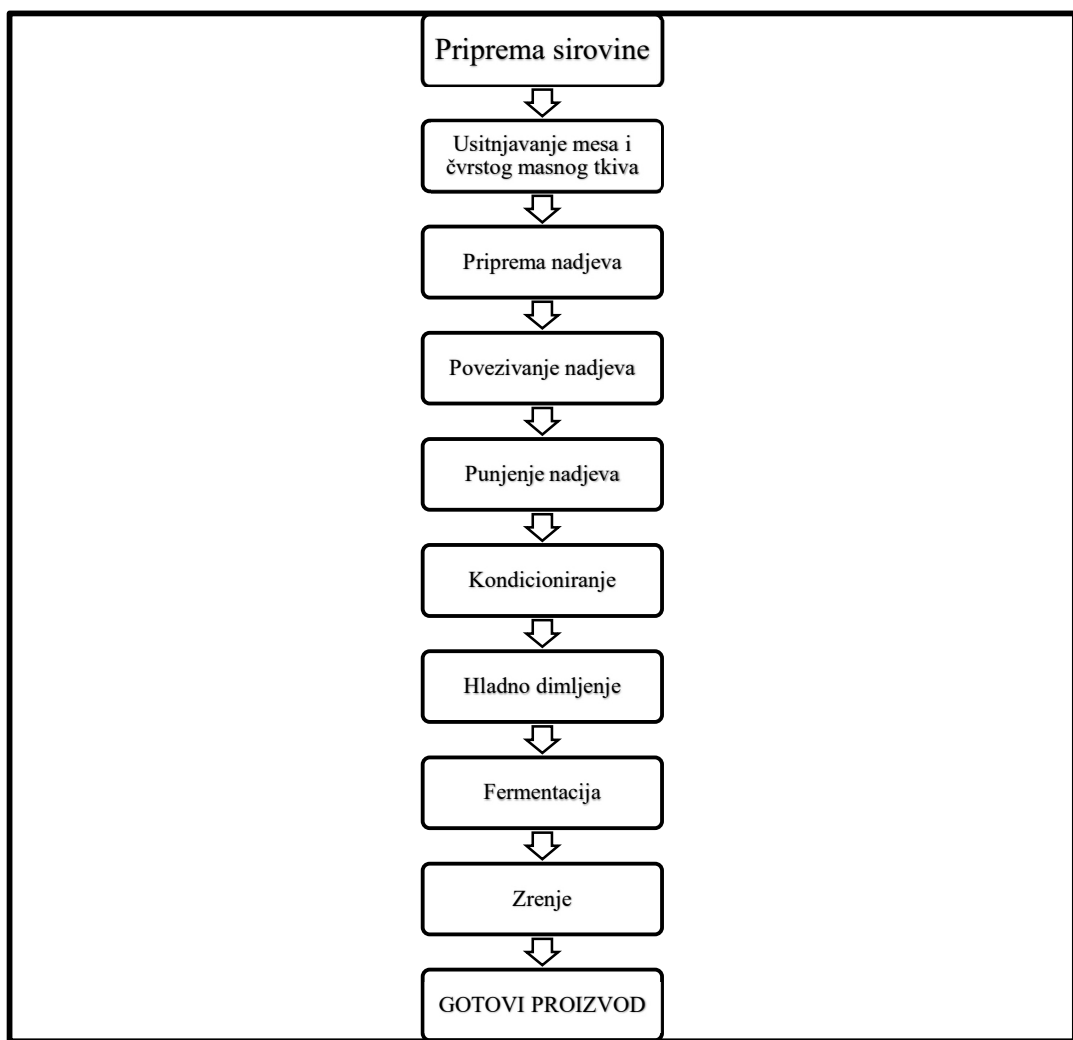 Priprema sirovine
Usitnjavanje mesa i
čvrstog masnog tkiva
Priprema nadjeva
Povezivanje nadjeva
Punjenje nadjeva
Kondicioniranje
Hladno dimljenje
Fermentacija
Zrenje
GOTOVI PROIZVOD